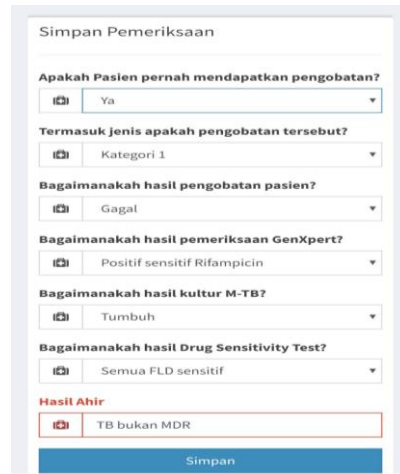 Simpan Pemeriksaan
Apakah Pasien pernah mendapatkan pengobatan?
Ya
Termasuk jenis apakah pengobatan tersebut?
Kategori 1
Bagaimanakah hasil pengobatan pasien?
Gagal
Bagaimanakah hasil pemeriksaan GenXpert?
Positif sensitif Rifampicin
Bagaimanakah hasil kultur M-TB?
Tumbuh
Bagaimanakah hasil Drug Sensitivity Test?
Semua FLD sensitif
Hasil Ahir
TB bukan MDR
Simpan